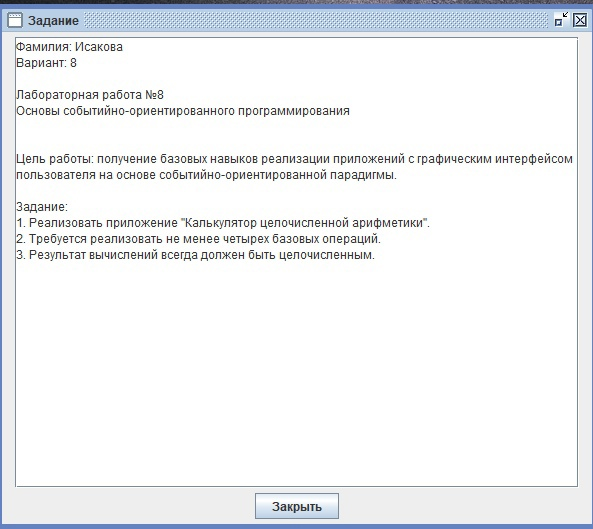 Задание
Фамилия: Исакова
Вариант: 8
Лабораторная работа №8
Основы событийно-ориентированного программирования
Цель работы: получение базовых навыков реализации приложений с графическим интерфейсом
пользователя на основе событийно-ориентированной парадигмы.
Задание:
1. Реализовать приложение "Калькулятор целочисленной арифметики".
2. Требуется реализовать не менее четырех базовых операций.
3. Результат вычислений всегда должен быть целочисленным.
Закрыть